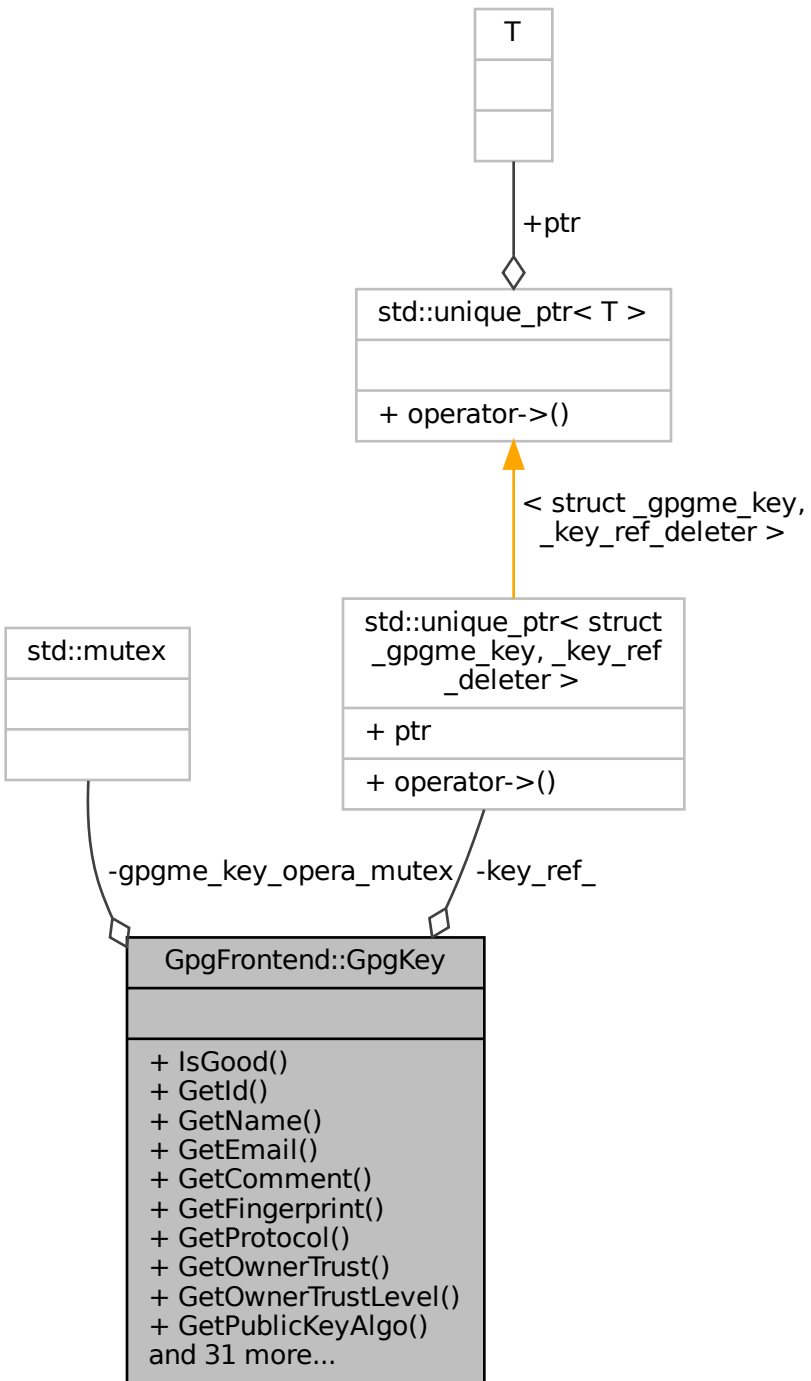 T
+ptr
std::unique_ptr< T >
+ operator->()
< struct _gpgme_key,
_key_ref_deleter >
std::unique_ptr< struct
_gpgme_key, _key_ref
_deleter >
+ ptr
+ operator->()
std::mutex
-gpgme_key_opera_mutex
-key_ref_
GpgFrontend::GpgKey
+ IsGood()
+ GetId()
+ GetName()
+ GetEmail()
+ GetComment()
+ GetFingerprint()
+ GetProtocol()
+ GetOwnerTrust()
+ GetOwnerTrustLevel()
+ GetPublicKeyAlgo()
and 31 more...